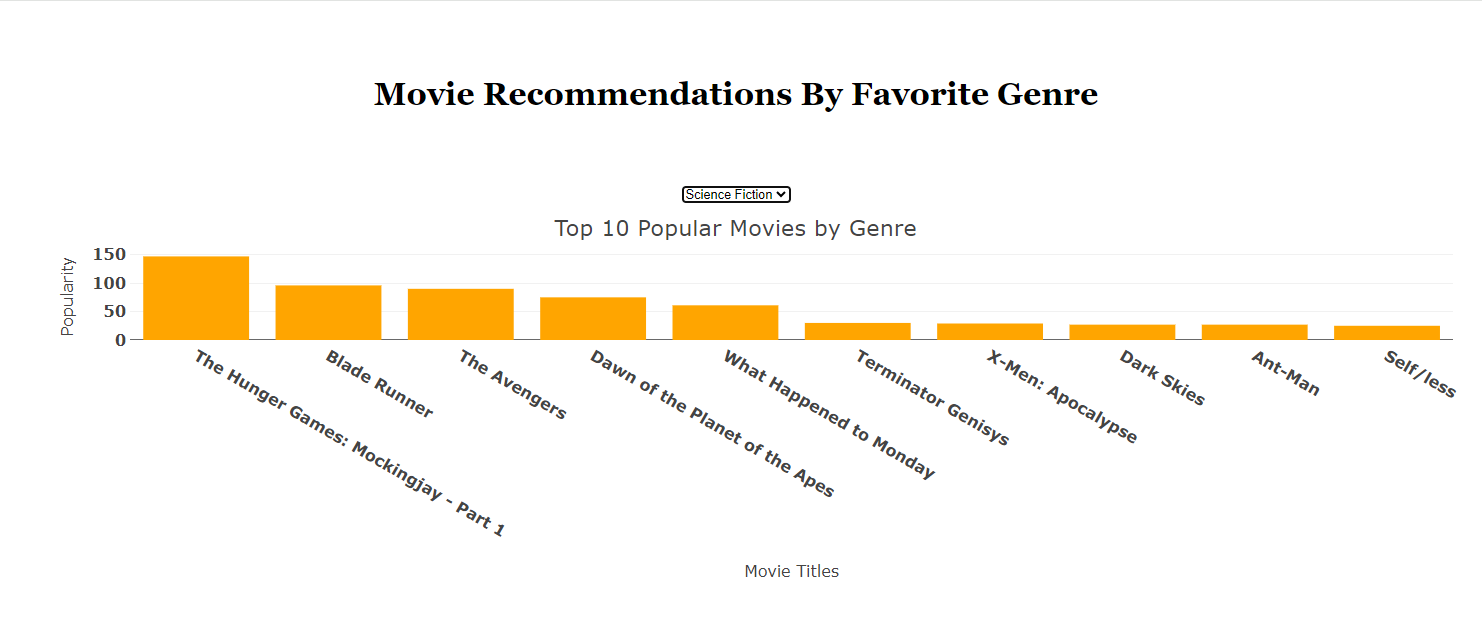 Movie Recommendations By Favorite Genre
Science Fiction
Top 10 Popular Movies by Genre
Popularity
150
100
50
0
The Hunger Games: Mockingjay - Part 1
Blade Runner
The Avengers
Dawn of the Planet of the Apes
What Happened to Monday
Terminator Genisys
X-Men: Apocalypse
Dark Skies
Ant-Man
Self/less
Movie Titles